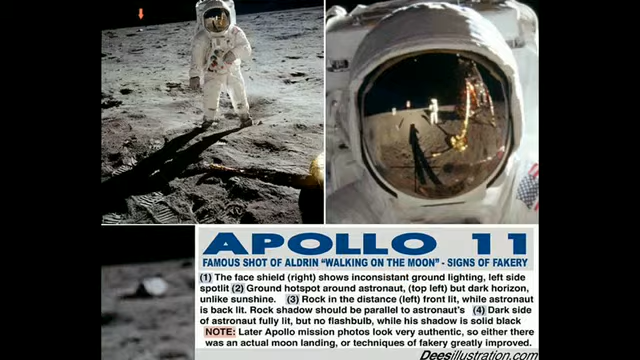 APOLLO 11
FAMOUS SHOT OF ALDRIN "WALKING ON THE MOON" - SIGNS OF FAKERY
(1) The face shield (right) shows inconsistant ground lighting, left side
spotlit (2) Ground hotspot around astronaut, (top left) but dark horizon,
unlike sunshine. (3) Rock in the distance (left) front lit, while astronaut
is back lit. Rock shadow should be parallel to astronaut's (4) Dark side
of astronaut fully lit, but no flashbulb, while his shadow is solid black
NOTE: Later Apollo mission photos look very authentic, so either there
was an actual moon landing, or techniques of fakery greatly improved.
Deesillustration.com